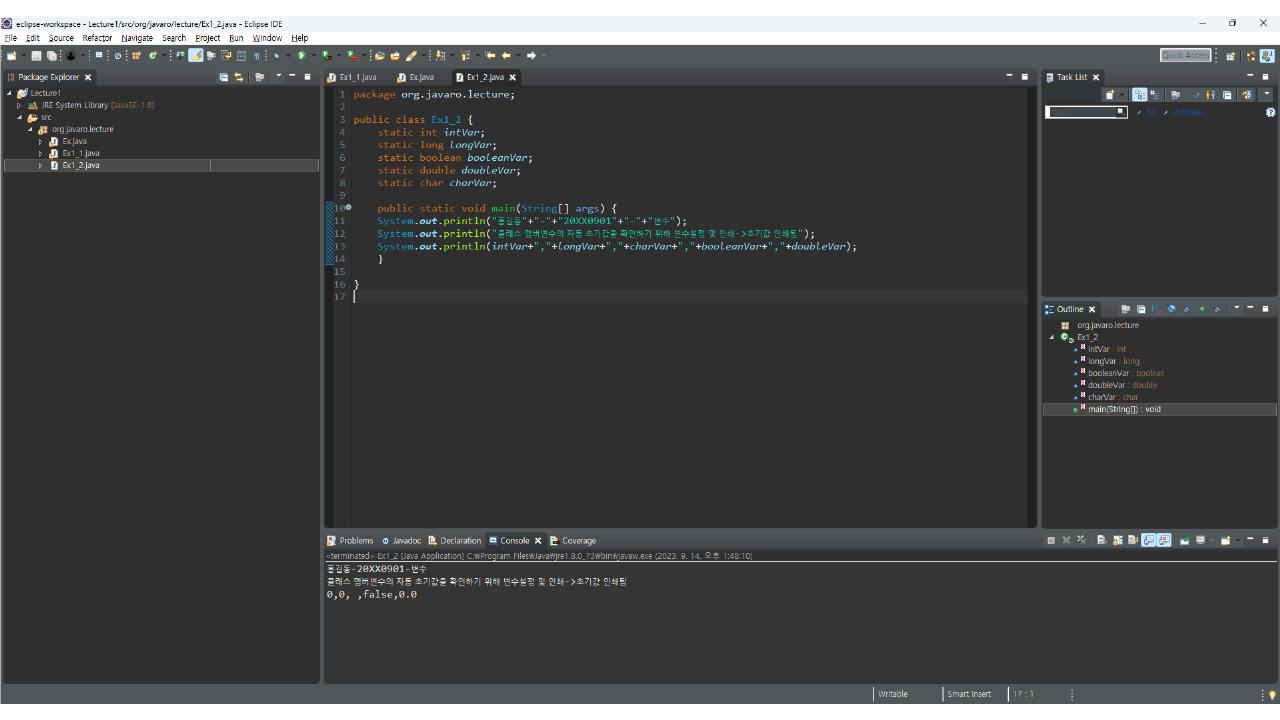 eclipse-workspace - Lecture1/src/org/javaro/lecture/Ex1_2.java - Eclipse IDE
File Edit Source Refactor Navigate Search Project Run Window Help
Quick Access
Package Explorer
Lecture1
JRE System Library [JavaSE-1.8]
src
org.javaro.lecture
Ex.java
Ex1_1.java
Ex1_2.java
Ex1_1.java Ex.java Ex1_2.java
1 package org.javaro.lecture;
2
3 public class Ex1_2 {
4 static int intVar;
5 static long longVar;
6 static boolean booleanVar;
7 static double doubleVar;
8 static char charVar;
9
10 public static void main(String[] args) {
11 System.out.println("홍길동"+"-"+"20XX0901"+"-"+"변수");
12 System.out.println("클래스 멤버변수의 자동 초기값을 확인하기 위해 변수설정 및 인쇄->초기값 인쇄됨");
13 System.out.println(intVar+","+longVar+","+charVar+","+booleanVar+","+doubleVar);
14 }
15
16 }
17
Task List
All Activate...
Outline
org.javaro.lecture
Ex1_2
intVar : int
longVar : long
booleanVar : boolean
doubleVar : double
charVar : char
main(String[]) : void
Problems Javadoc Declaration Console Coverage
<terminated> Ex1_2 [Java Application] C:₩Program Files₩Java₩jre1.8.0_73₩bin₩javaw.exe (2023. 9. 14. 오후 1:48:10)
홍길동-20XX0901-변수
클래스 멤버변수의 자동 초기값을 확인하기 위해 변수설정 및 인쇄->초기값 인쇄됨
0,0, ,false,0.0
Writable Smart Insert 17 : 1